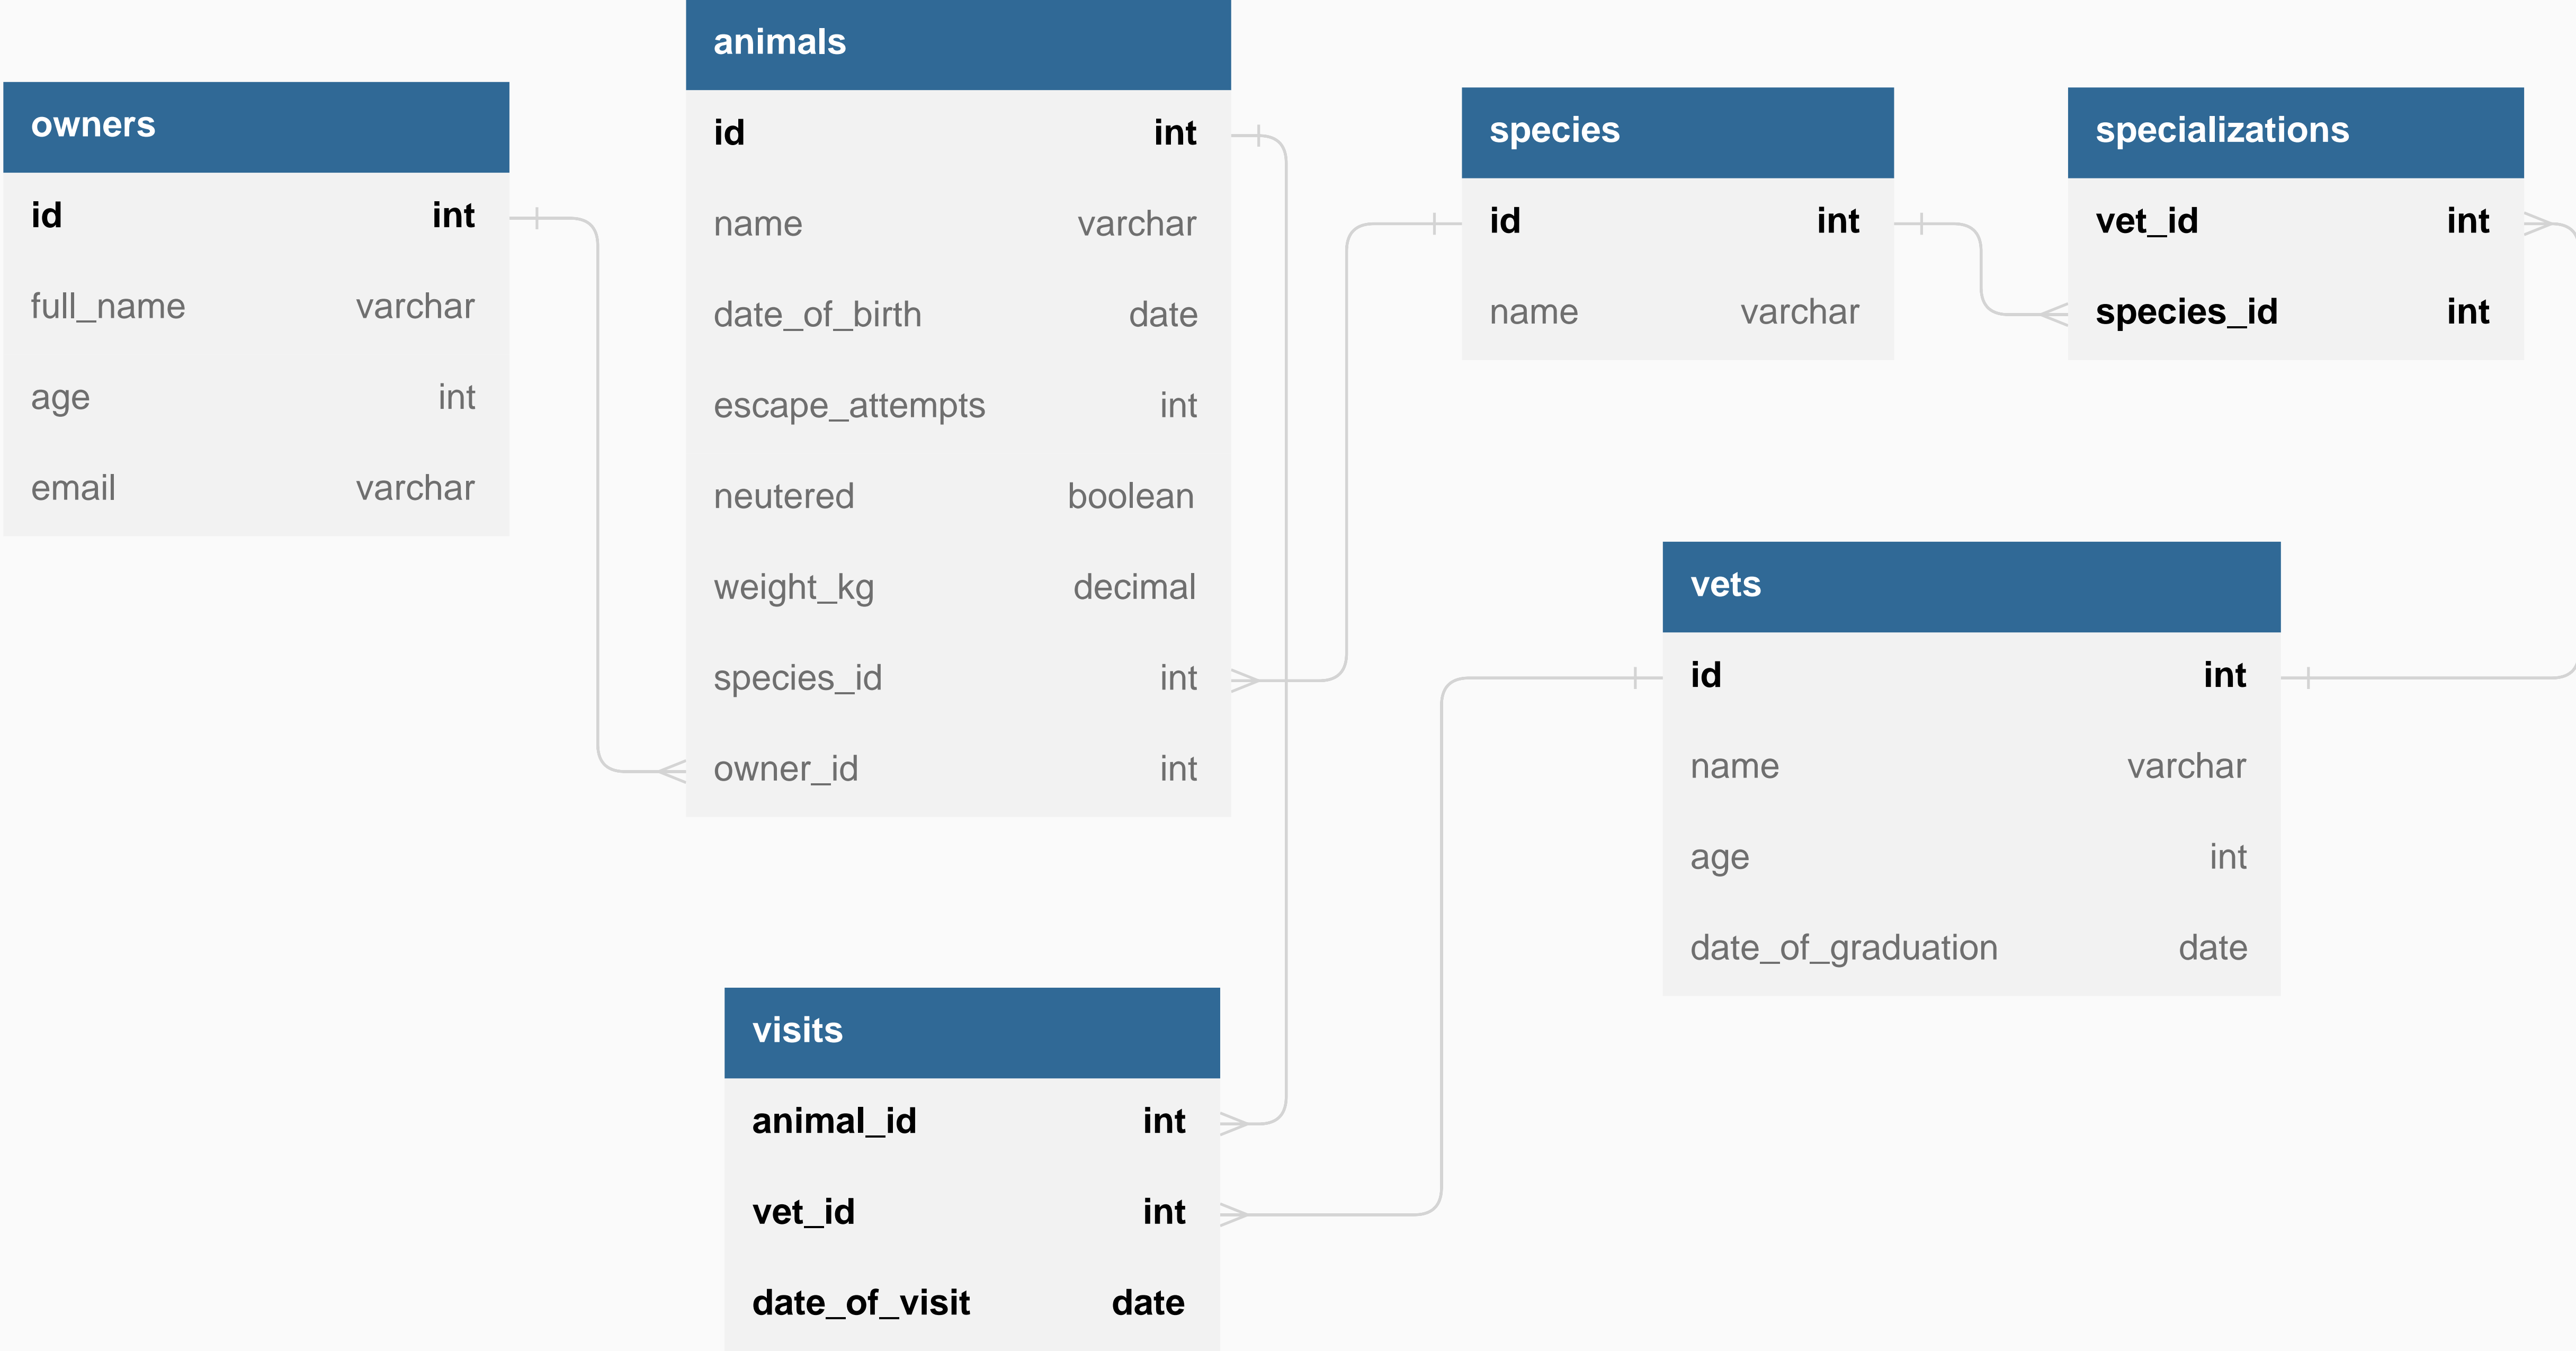 owners
id int
full_name varchar
age int
email varchar
animals
id int
name varchar
date_of_birth date
escape_attempts int
neutered boolean
weight_kg decimal
species_id int
owner_id int
species
id int
name varchar
specializations
vet_id int
species_id int
vets
id int
name varchar
age int
date_of_graduation date
visits
animal_id int
vet_id int
date_of_visit date